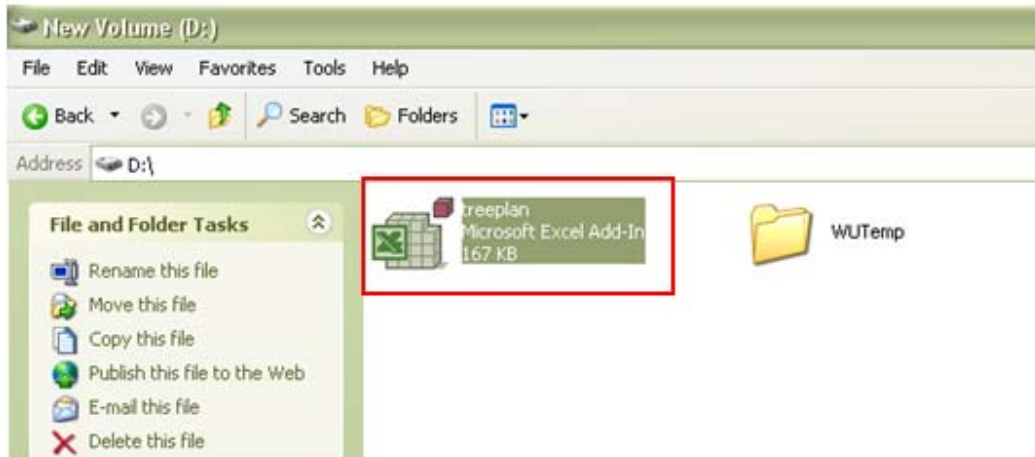 New Volume (D:)
File Edit View Favorites Tools Help
Back Search Folders
Address D:\
File and Folder Tasks
Rename this file
Move this file
Copy this file
Publish this file to the Web
E-mail this file
Delete this file
treeplan
Microsoft Excel Add-In
167 KB
WUTemp